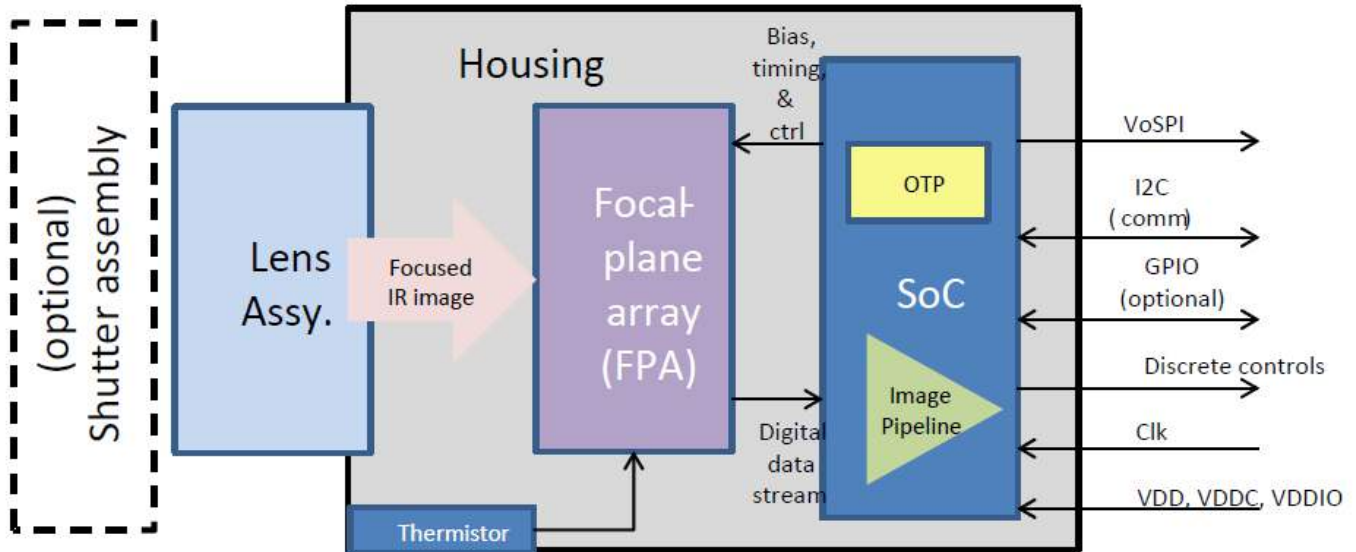 (optional)
Shutter assembly
Housing
Lens
Assy.
Focused
IR image
Focal-
plane
array
(FPA)
Thermistor
Bias,
timing,
&
ctrl
Digital
data
stream
OTP
SoC
Image
Pipeline
VoSPI
I2C
( comm)
GPIO
(optional)
Discrete controls
Clk
VDD, VDDC, VDDIO